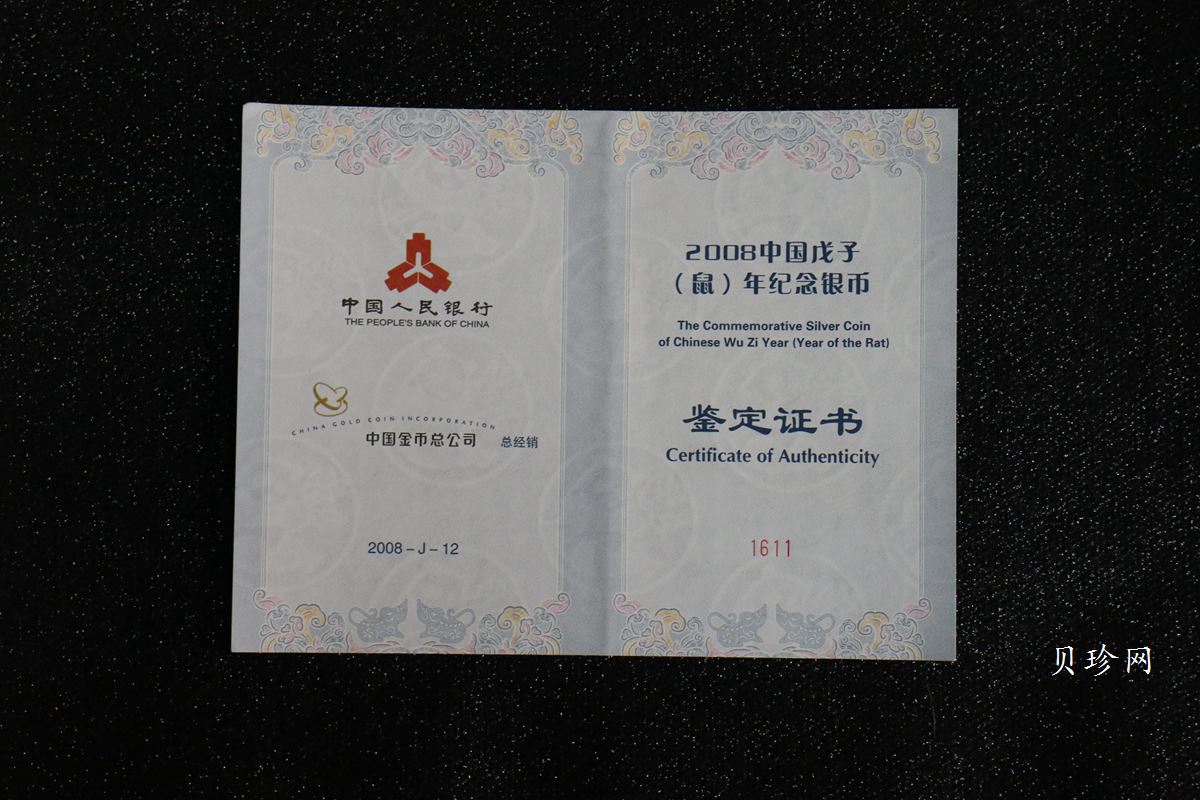 中国人民银行
THE PEOPLE'S BANK OF CHINA
CHINA GOLD COIN INCORPORATION
中国金币总公司 总经销
2008-J-12
2008中国戊子
(鼠)年纪念银币
The Commemorative Silver Coin
of Chinese Wu Zi Year (Year of the Rat)
鉴定证书
Certificate of Authenticity
1611
贝珍网